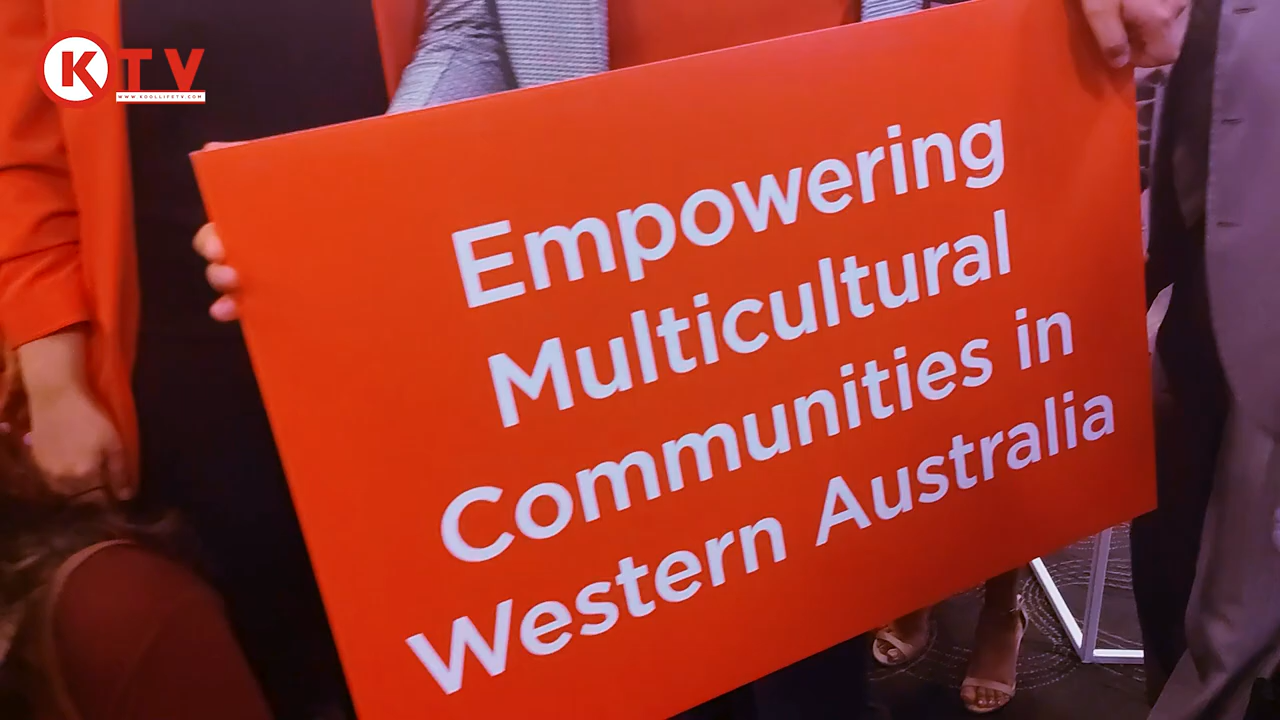 KTV
WWW.KOOLLIFETV.COM
Empowering
Multicultural
Communities in
Western Australia